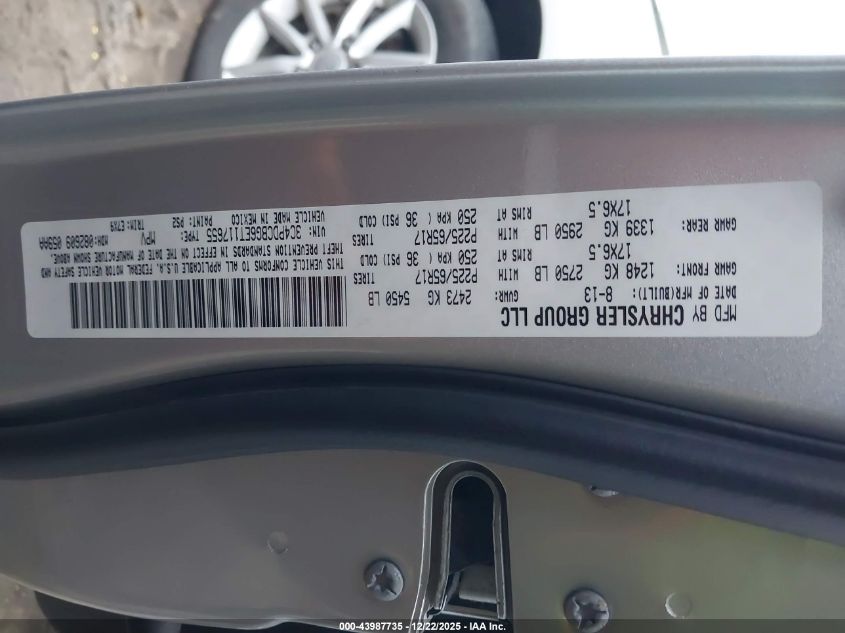 MFD BY CHRYSLER GROUP LLC
DATE OF MFR(BUILT): 8-13 GVWR: 2473 KG 5450 LB
GAWR FRONT: 1248 KG 2750 LB WITH P225/65R17 TIRES
17X6.5 RIMS AT 250 KPA ( 36 PSI) COLD
GAWR REAR: 1339 KG 2950 LB WITH P225/65R17 TIRES
17X6.5 RIMS AT 250 KPA ( 36 PSI) COLD
THIS VEHICLE CONFORMS TO ALL APPLICABLE U.S.A. FEDERAL MOTOR VEHICLE SAFETY AND
THEFT PREVENTION STANDARDS IN EFFECT ON THE DATE OF MANUFACTURE SHOWN ABOVE.
VIN: 3C4PDCBG6ET117655 TYPE: MPV MDH:082609 059AA
VEHICLE MADE IN MEXICO PAINT: PS2 TRIM: E7X9
000-43987735 - 12/22/2025 - IAA Inc.